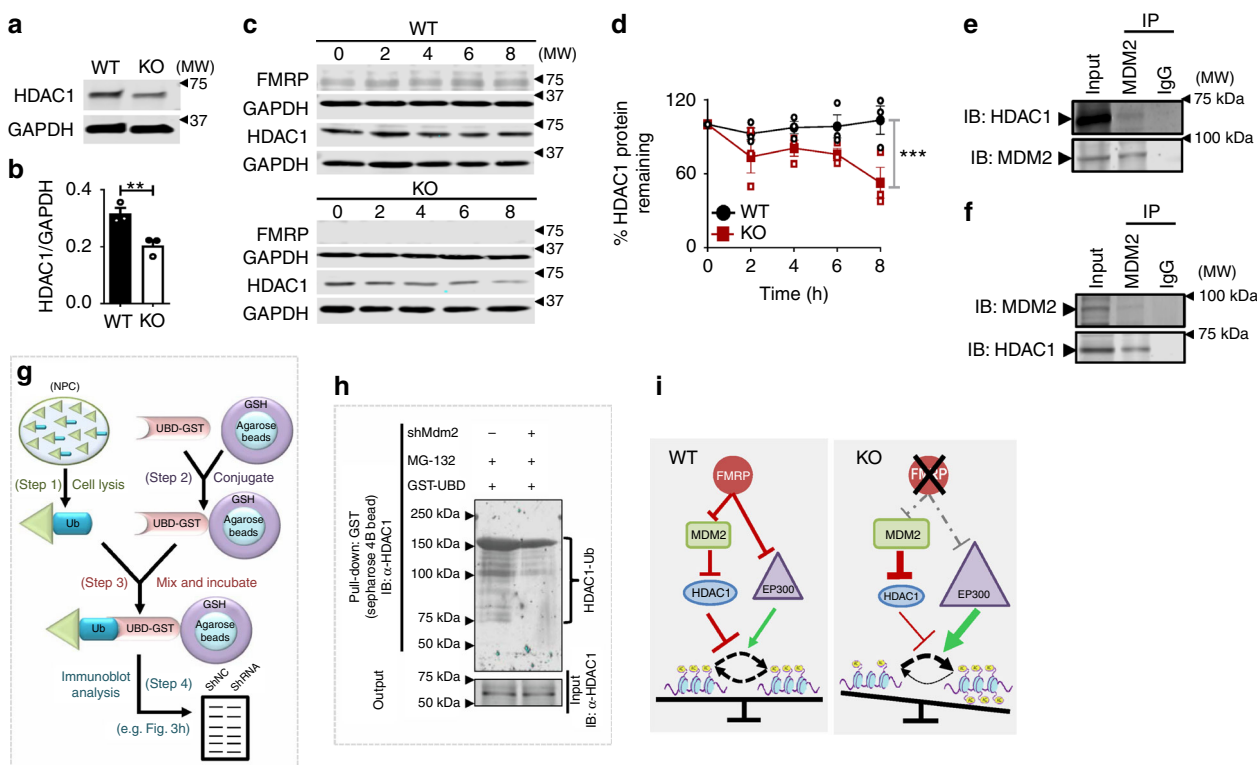 a
WT KO (MW)
HDAC1
75
GAPDH
37
b
**
HDAC1/GAPDH
0.4
0.2
0.0
WT KO
c
WT
0 2 4 6 8 (MW)
FMRP
75
GAPDH
37
HDAC1
75
GAPDH
37
KO
0 2 4 6 8
FMRP
75
GAPDH
37
HDAC1
75
GAPDH
37
d
% HDAC1 protein
remaining
120
60
0
***
WT
KO
0 2 4 6 8
Time (h)
e
IP
Input
MDM2
IgG
(MW)
75 kDa
IB: HDAC1
100 kDa
IB: MDM2
f
IP
Input
MDM2
IgG
(MW)
100 kDa
IB: MDM2
75 kDa
IB: HDAC1
g
(NPC)
UBD-GST
GSH
Agarose
beads
(Step 1) Cell lysis
(Step 2) Conjugate
Ub
UBD-GST
GSH
Agarose
beads
(Step 3) Mix and incubate
Ub
UBD-GST
GSH
Agarose
beads
Immunoblot
analysis
(Step 4)
ShNC
ShRNA
(e.g. Fig. 3h)
h
shMdm2 – +
MG-132 + +
GST-UBD + +
Pull-down: GST
(sepharose 4B bead)
IB: α-HDAC1
250 kDa
150 kDa
100 kDa
75 kDa
50 kDa
HDAC1-Ub
Output
75 kDa
50 kDa
Input
IB: α-HDAC1
i
WT
FMRP
MDM2
HDAC1
EP300
KO
FMRP
MDM2
HDAC1
EP300